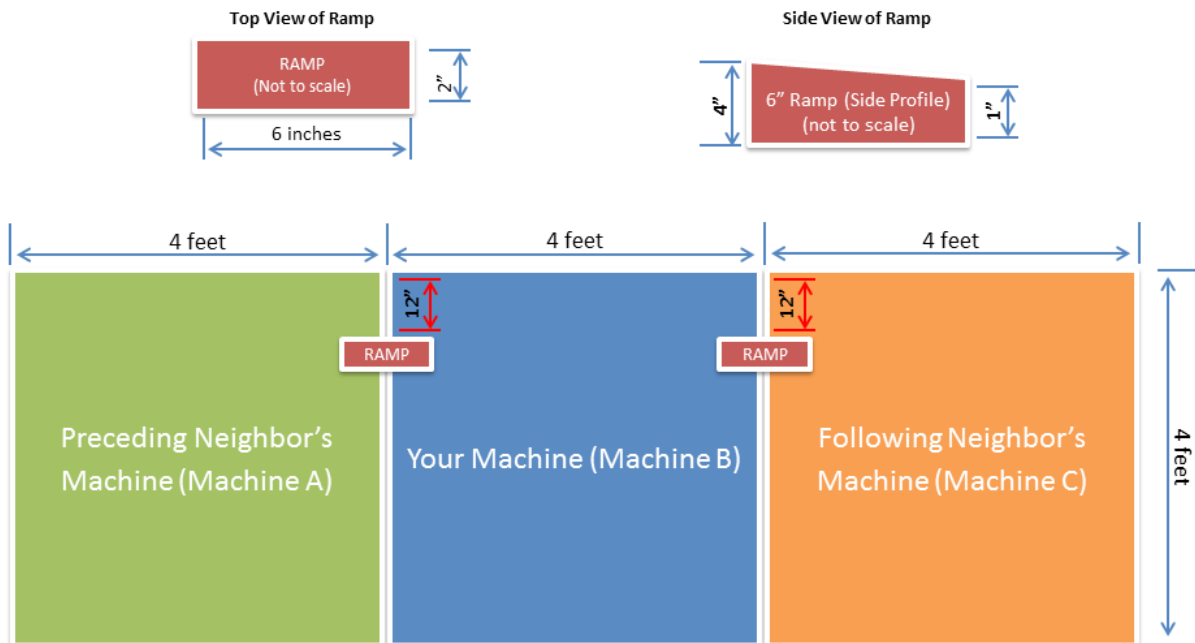 Top View of Ramp
Side View of Ramp
RAMP
(Not to scale)
2”
6 inches
4”
6” Ramp (Side Profile)
(not to scale)
1”
4 feet
4 feet
4 feet
12”
12”
RAMP
RAMP
Preceding Neighbor’s
Machine (Machine A)
Your Machine (Machine B)
Following Neighbor’s
Machine (Machine C)
4 feet